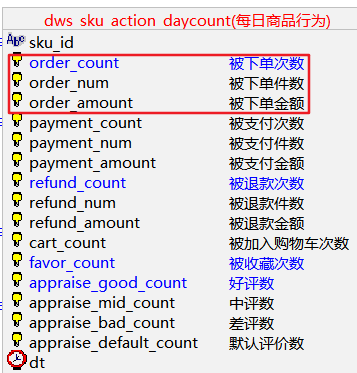 dws_sku_action_daycount(每日商品行为)
Abc sku_id
order_count 被下单次数
order_num 被下单件数
order_amount 被下单金额
payment_count 被支付次数
payment_num 被支付件数
payment_amount 被支付金额
refund_count 被退款次数
refund_num 被退款件数
refund_amount 被退款金额
cart_count 被加入购物车次数
favor_count 被收藏次数
appraise_good_count 好评数
appraise_mid_count 中评数
appraise_bad_count 差评数
appraise_default_count 默认评价数
dt